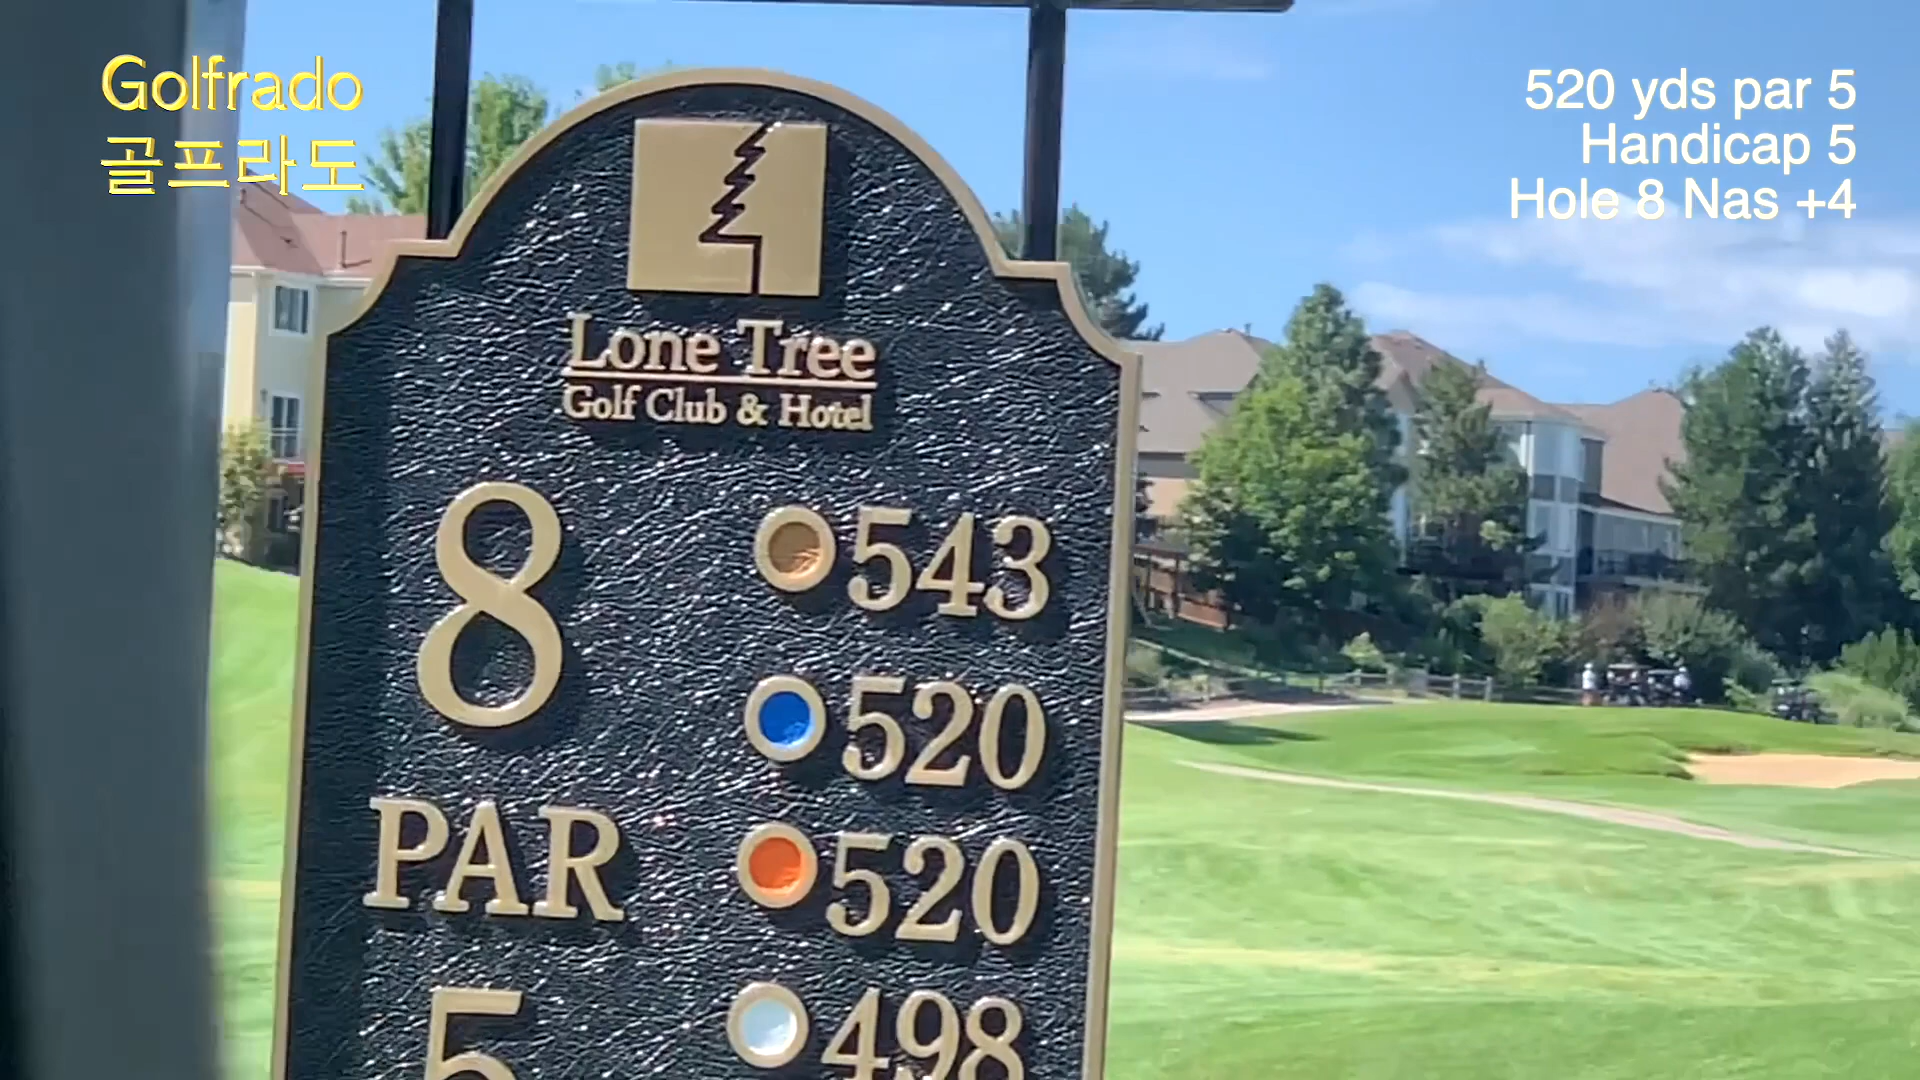 Golfrado
골프라도
520 yds par 5
Handicap 5
Hole 8 Nas +4
Lone Tree
Golf Club & Hotel
8
543
520
PAR
520
5
498